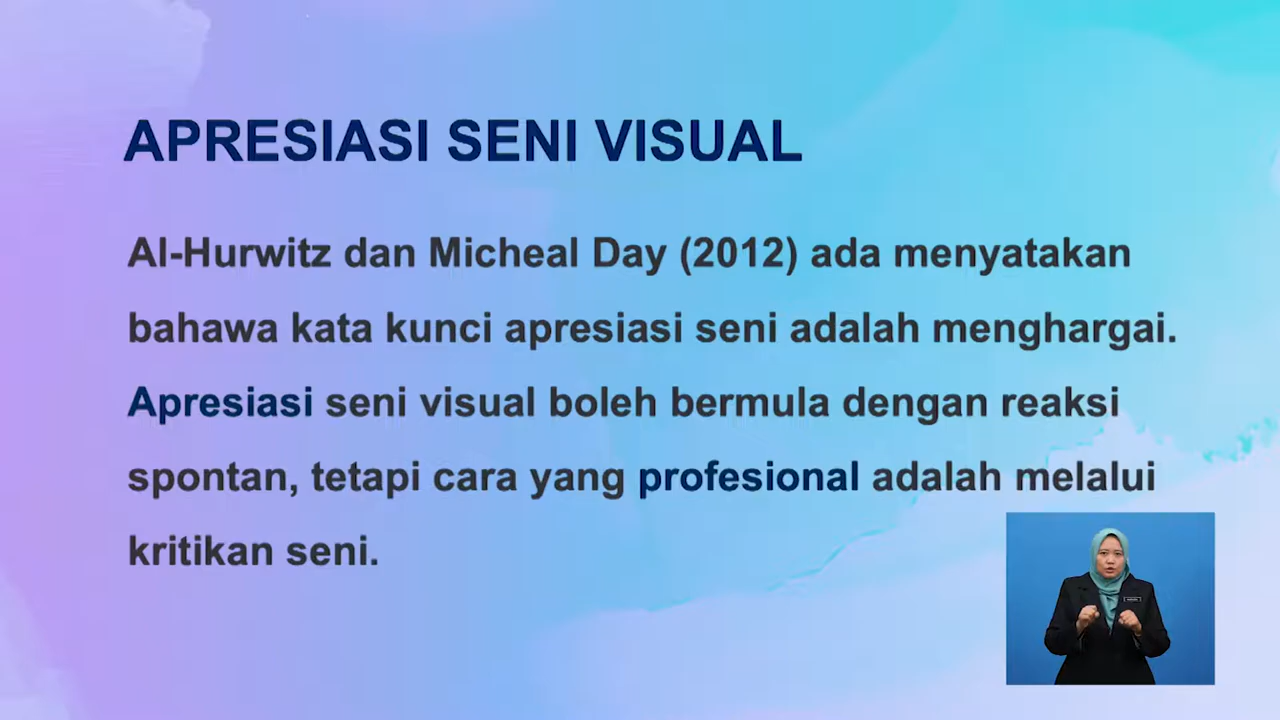 APRESIASI SENI VISUAL
Al-Hurwitz dan Micheal Day (2012) ada menyatakan
bahawa kata kunci apresiasi seni adalah menghargai.
Apresiasi seni visual boleh bermula dengan reaksi
spontan, tetapi cara yang profesional adalah melalui
kritikan seni.